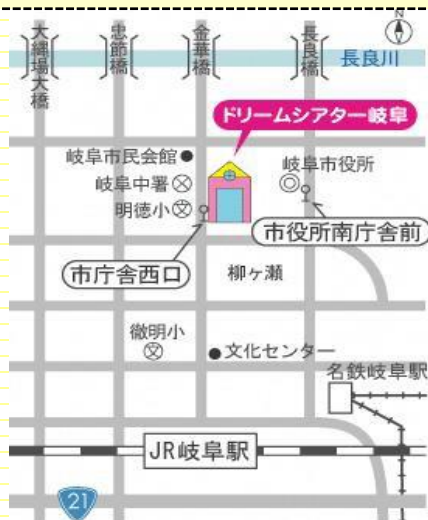 N
大縄場大橋
忠節橋
金華橋
長良橋
長良川
ドリームシアター岐阜
岐阜市民会館
岐阜市役所
岐阜中署
明徳小
文
市役所南庁舎前
市庁舎西口
柳ヶ瀬
徹明小
文
文化センター
名鉄岐阜駅
JR岐阜駅
21